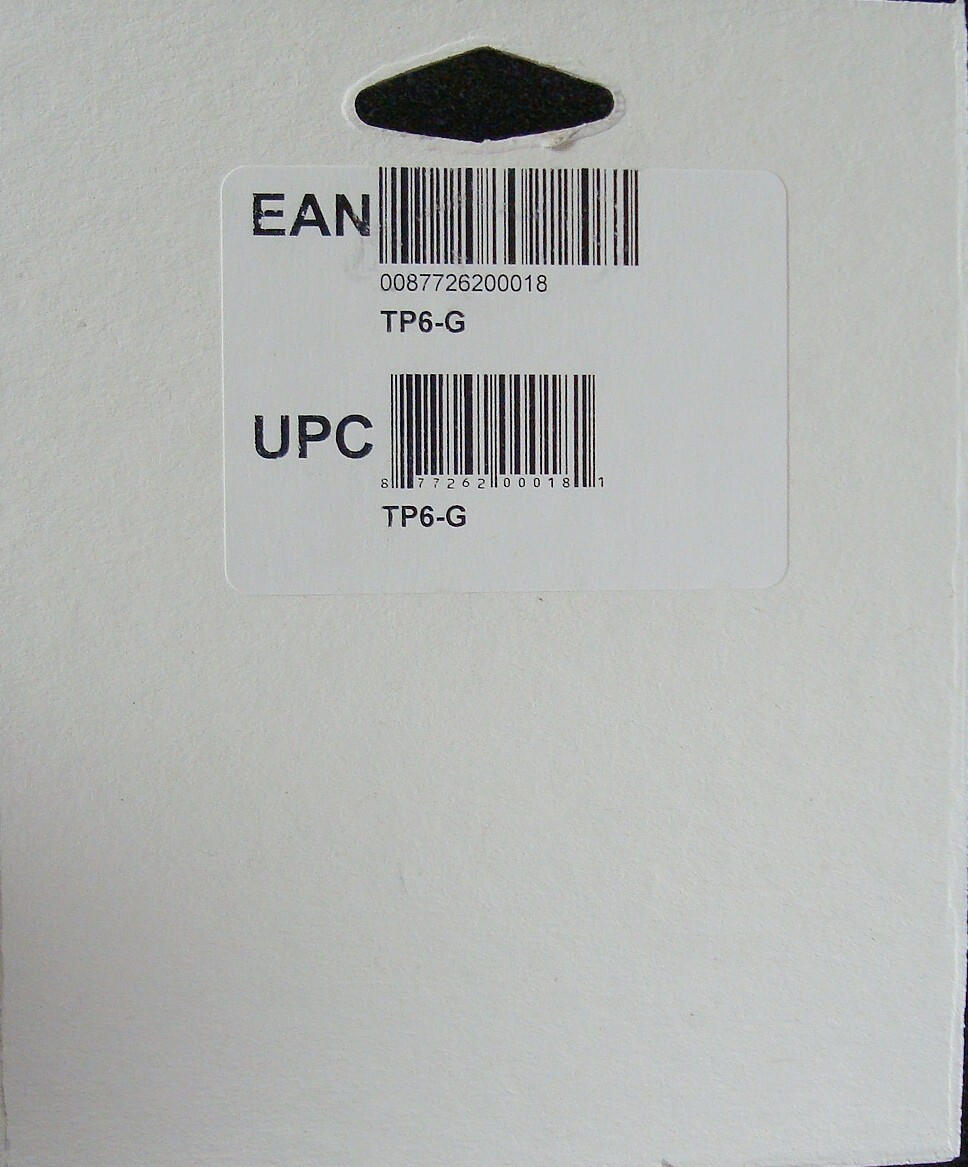 EAN
0087726200018
TP6-G
UPC
8 77262 00018 1
TP6-G